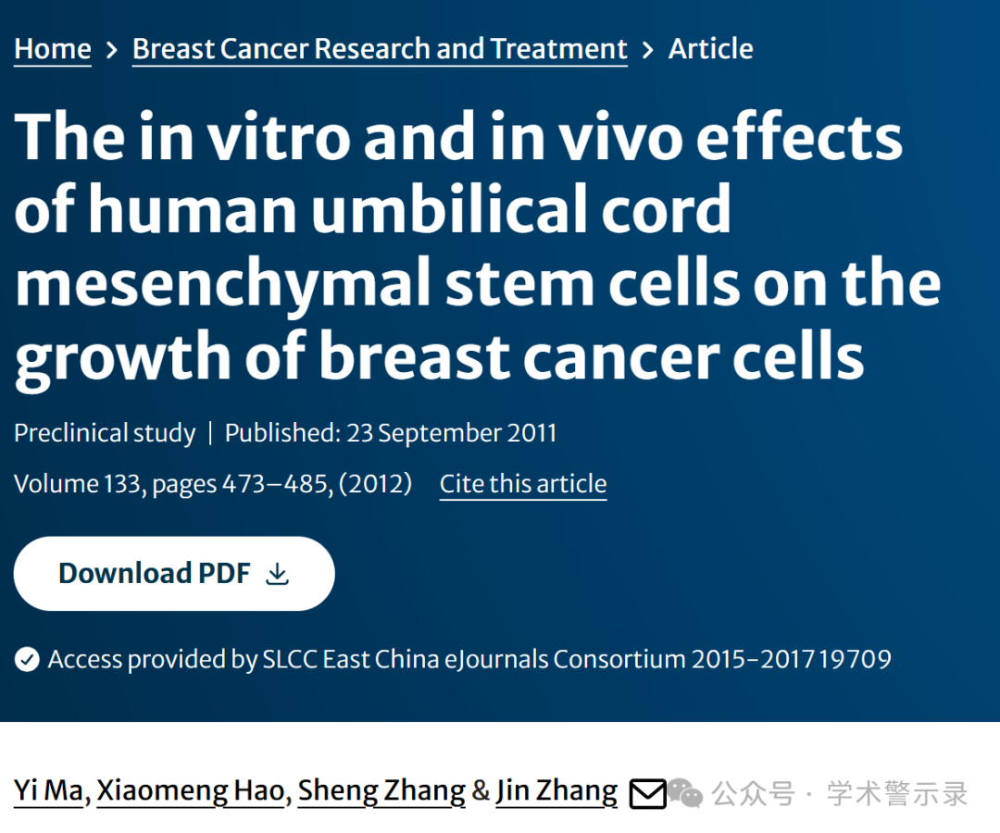 Home > Breast Cancer Research and Treatment > Article
The in vitro and in vivo effects
of human umbilical cord
mesenchymal stem cells on the
growth of breast cancer cells
Preclinical study | Published: 23 September 2011
Volume 133, pages 473–485, (2012) Cite this article
Download PDF
Access provided by SLCC East China eJournals Consortium 2015-2017 19709
Yi Ma, Xiaomeng Hao, Sheng Zhang & Jin Zhang 公众号 · 学术警示录